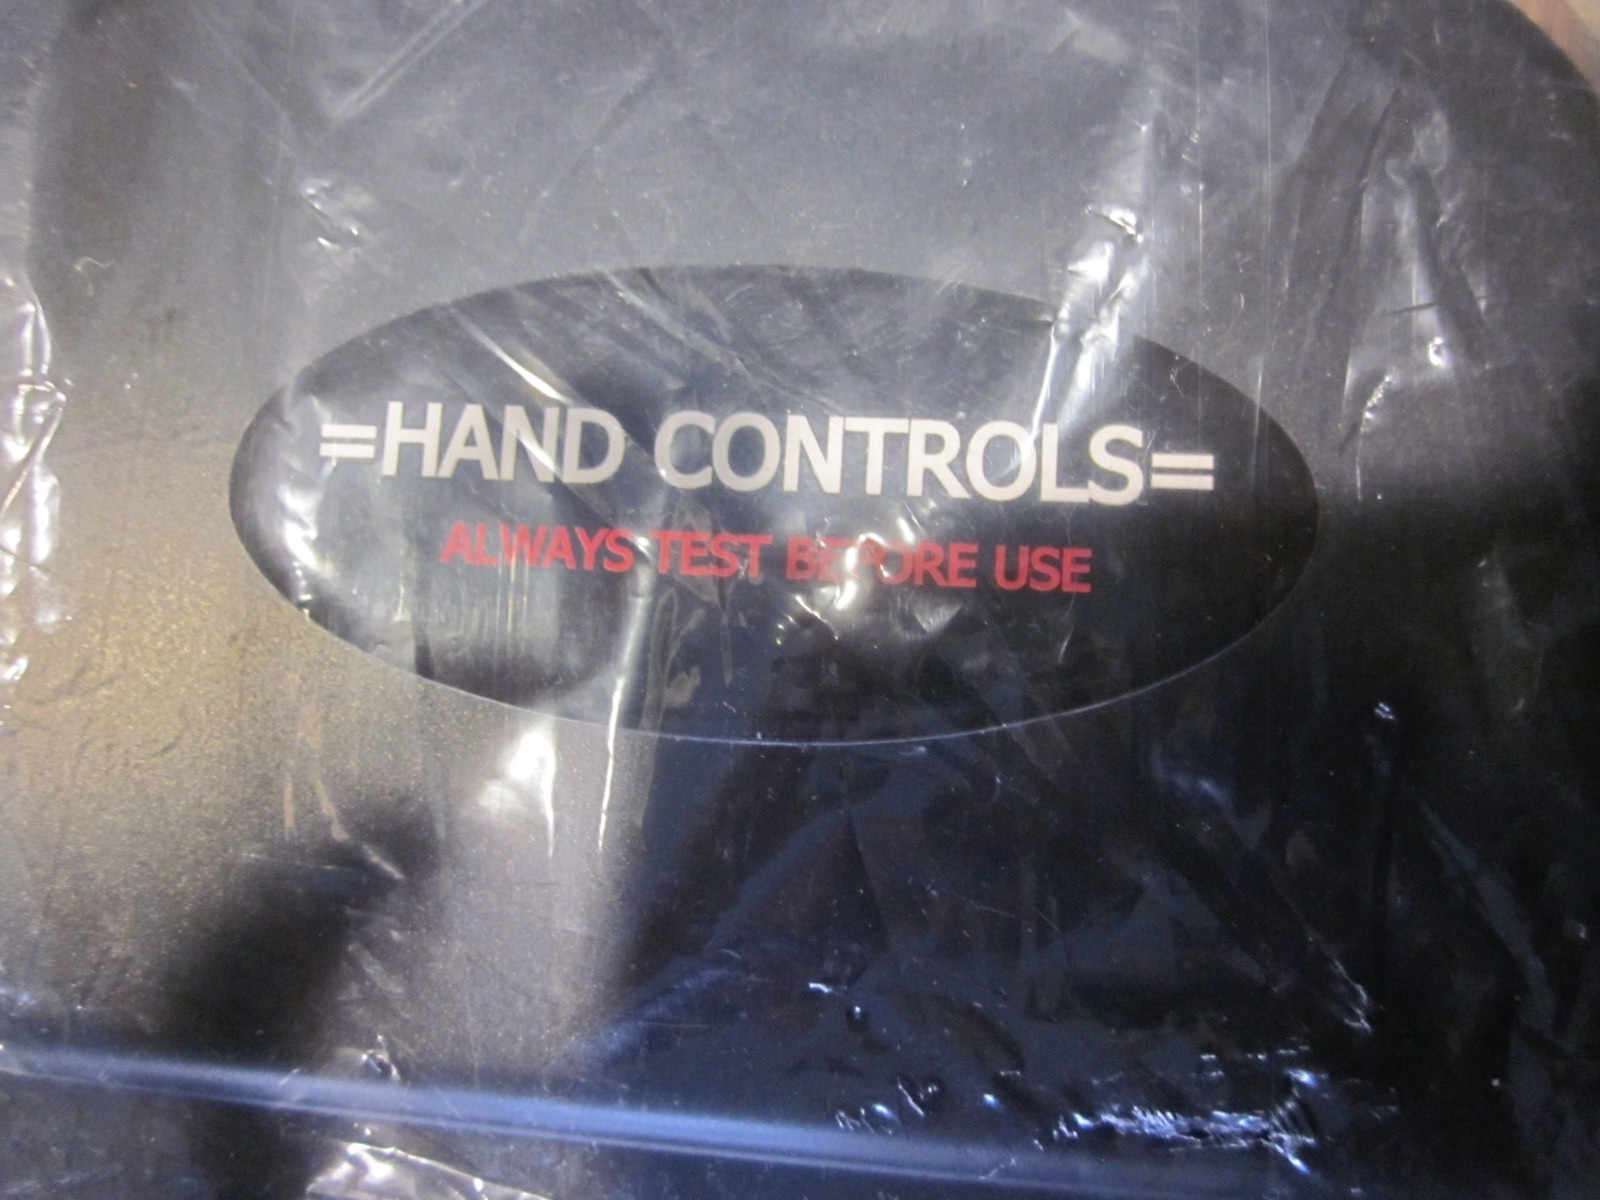 =HAND CONTROLS=
ALWAYS TEST BEFORE USE